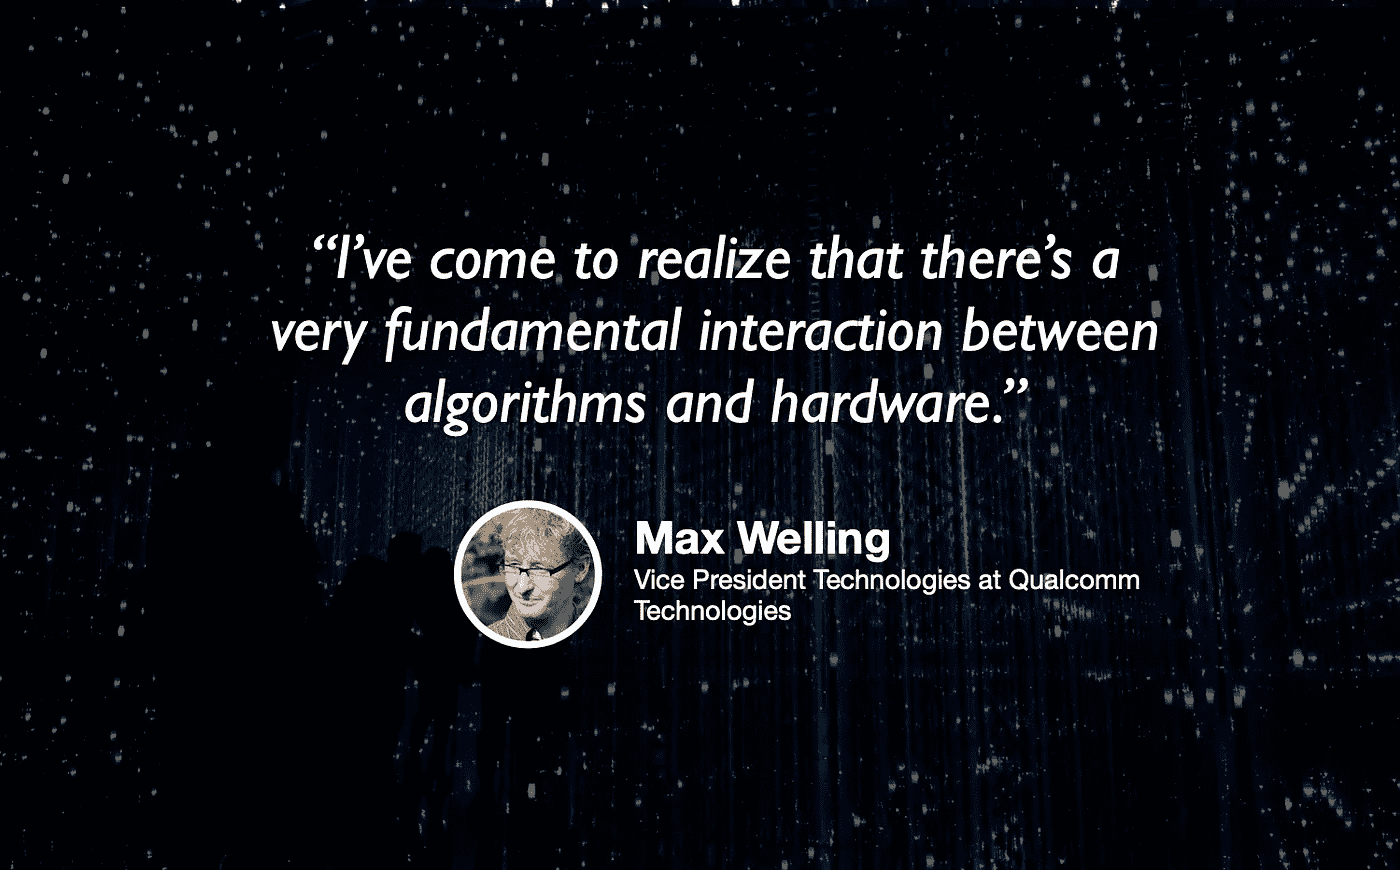 “I’ve come to realize that there’s a
very fundamental interaction between
algorithms and hardware.”
Max Welling
Vice President Technologies at Qualcomm
Technologies